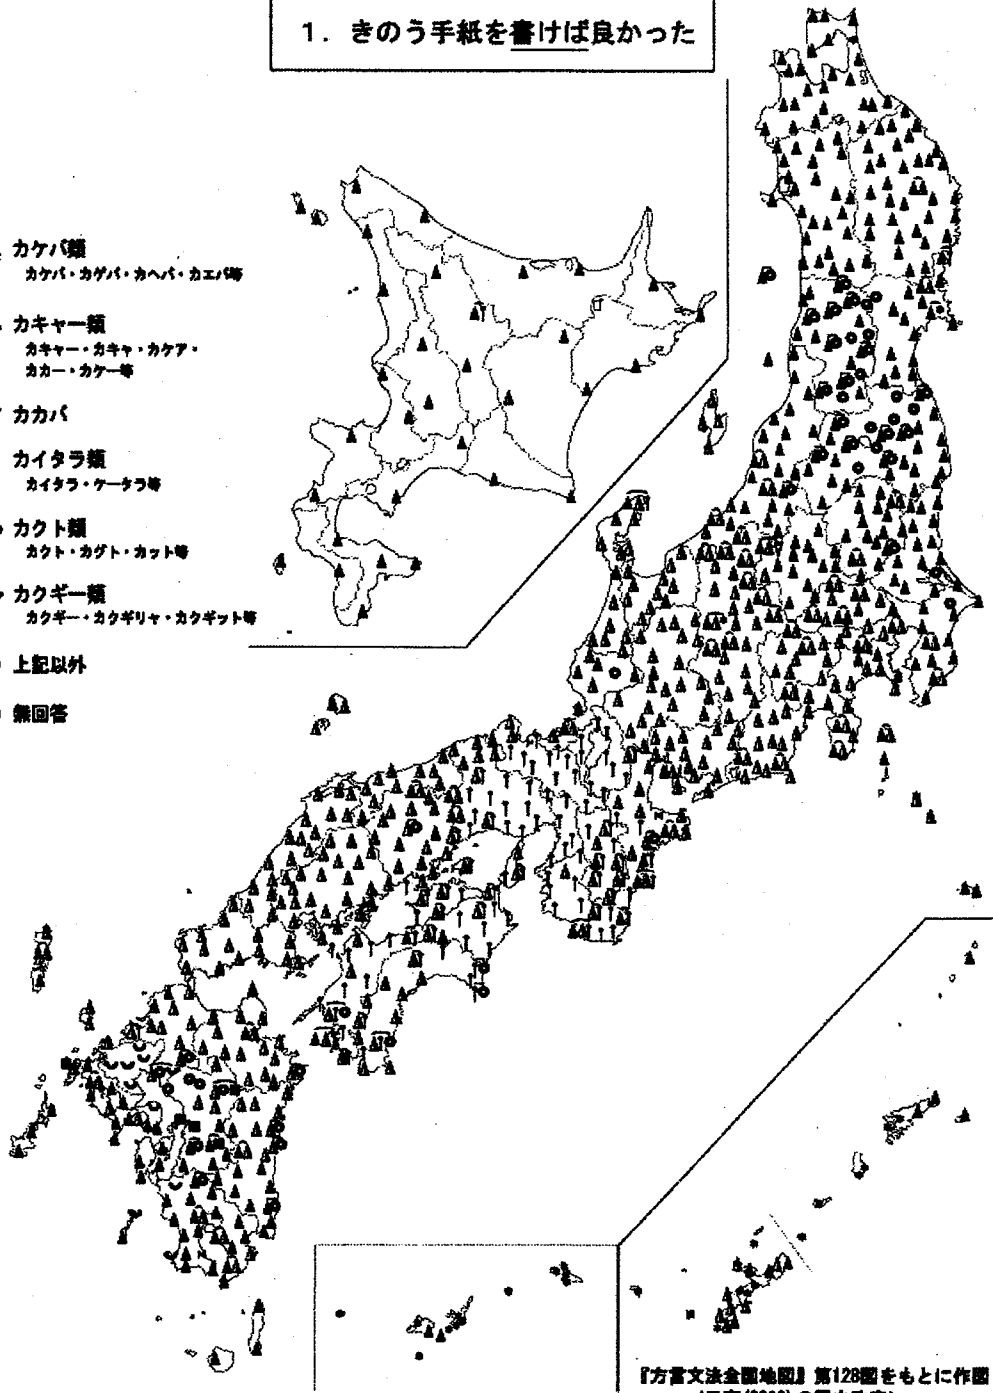 1. きのう手紙を書けば良かった
カケバ類
カケバ・カゲバ・カヘバ・カエバ等
カキャー類
カキャー・カキャ・カケア・
カカー・カケー等
カカバ
カイタラ類
カイタラ・ケータラ等
カクト類
カクト・カグト・カット等
カクギー類
カクギー・カクギリャ・カクギット等
上記以外
無回答
『方言文法全国地図』第128図をもとに作図